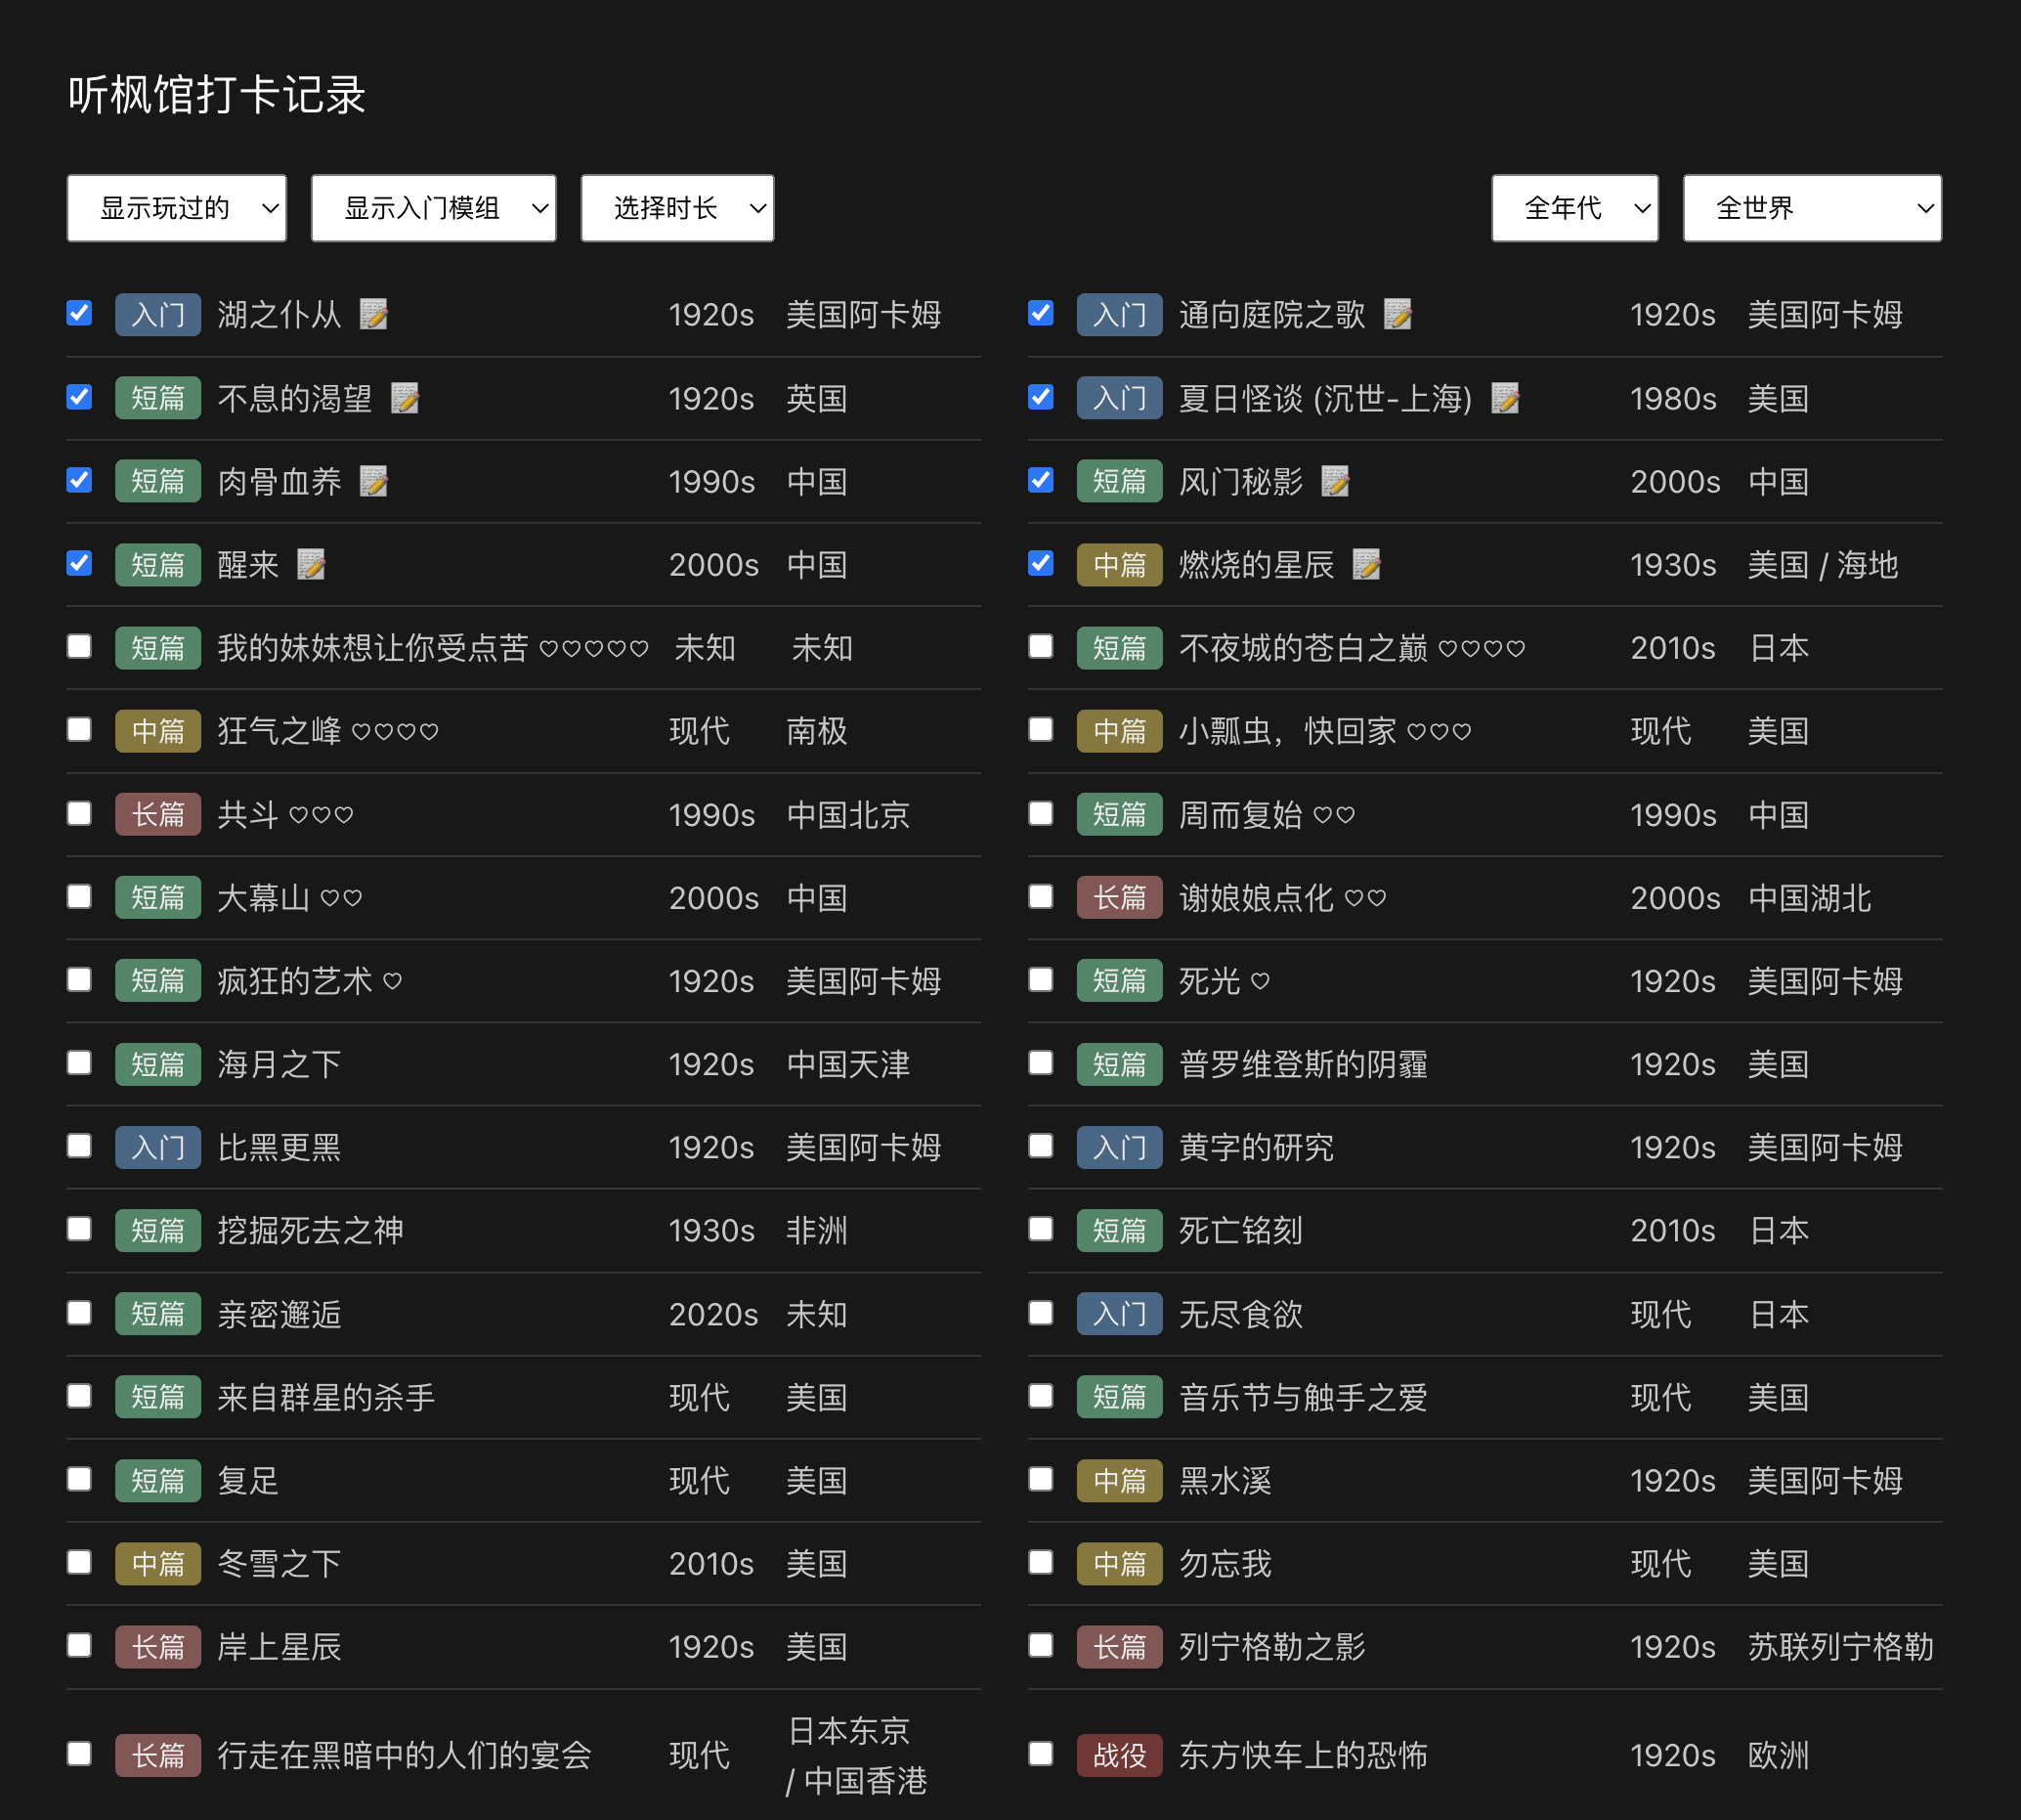 听枫馆打卡记录
显示玩过的 显示入门模组 选择时长 全年代 全世界
入门 湖之仆从 📝 1920s 美国阿卡姆
入门 通向庭院之歌 📝 1920s 美国阿卡姆
短篇 不息的渴望 📝 1920s 英国
入门 夏日怪谈 (沉世-上海) 📝 1980s 美国
短篇 肉骨血养 📝 1990s 中国
短篇 风门秘影 📝 2000s 中国
短篇 醒来 📝 2000s 中国
中篇 燃烧的星辰 📝 1930s 美国 / 海地
短篇 我的妹妹想让你受点苦 ♡♡♡♡♡ 未知 未知
短篇 不夜城的苍白之巅 ♡♡♡♡ 2010s 日本
中篇 狂气之峰 ♡♡♡♡ 现代 南极
中篇 小瓢虫，快回家 ♡♡♡ 现代 美国
长篇 共斗 ♡♡♡ 1990s 中国北京
短篇 周而复始 ♡♡ 1990s 中国
短篇 大幕山 ♡♡ 2000s 中国
长篇 谢娘娘点化 ♡♡ 2000s 中国湖北
短篇 疯狂的艺术 ♡ 1920s 美国阿卡姆
短篇 死光 ♡ 1920s 美国阿卡姆
短篇 海月之下 1920s 中国天津
短篇 普罗维登斯的阴霾 1920s 美国
入门 比黑更黑 1920s 美国阿卡姆
入门 黄字的研究 1920s 美国阿卡姆
短篇 挖掘死去之神 1930s 非洲
短篇 死亡铭刻 2010s 日本
短篇 亲密邂逅 2020s 未知
入门 无尽食欲 现代 日本
短篇 来自群星的杀手 现代 美国
短篇 音乐节与触手之爱 现代 美国
短篇 复足 现代 美国
中篇 黑水溪 1920s 美国阿卡姆
中篇 冬雪之下 2010s 美国
中篇 勿忘我 现代 美国
长篇 岸上星辰 1920s 美国
长篇 列宁格勒之影 1920s 苏联列宁格勒
长篇 行走在黑暗中的人们的宴会 现代 日本东京
/ 中国香港
战役 东方快车上的恐怖 1920s 欧洲